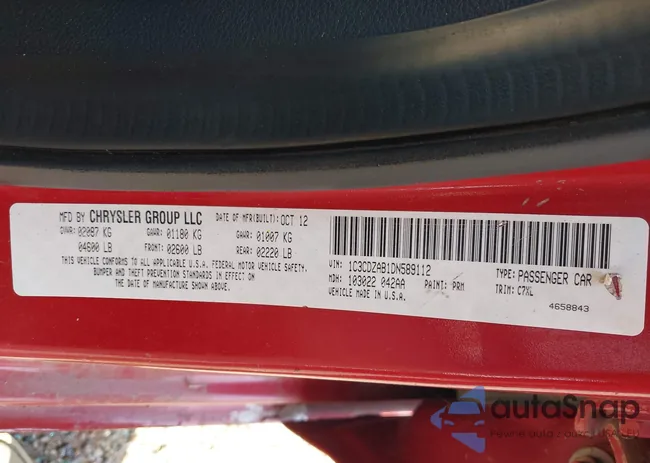 MFD BY CHRYSLER GROUP LLC DATE OF MFR(BUILT): OCT 12
GVWR: 02087 KG GAWR: 01180 KG GAWR: 01007 KG
04600 LB FRONT: 02600 LB REAR: 02220 LB
THIS VEHICLE CONFORMS TO ALL APPLICABLE U.S.A. FEDERAL MOTOR VEHICLE SAFETY,
BUMPER AND THEFT PREVENTION STANDARDS IN EFFECT ON
THE DATE OF MANUFACTURE SHOWN ABOVE.
VIN: 1C3CDZAB1DN589112 TYPE: PASSENGER CAR
MDH: 103022 042AA PAINT: PRM TRIM: C7XL
VEHICLE MADE IN U.S.A.
4658843
autaSnap
Pewne auta z